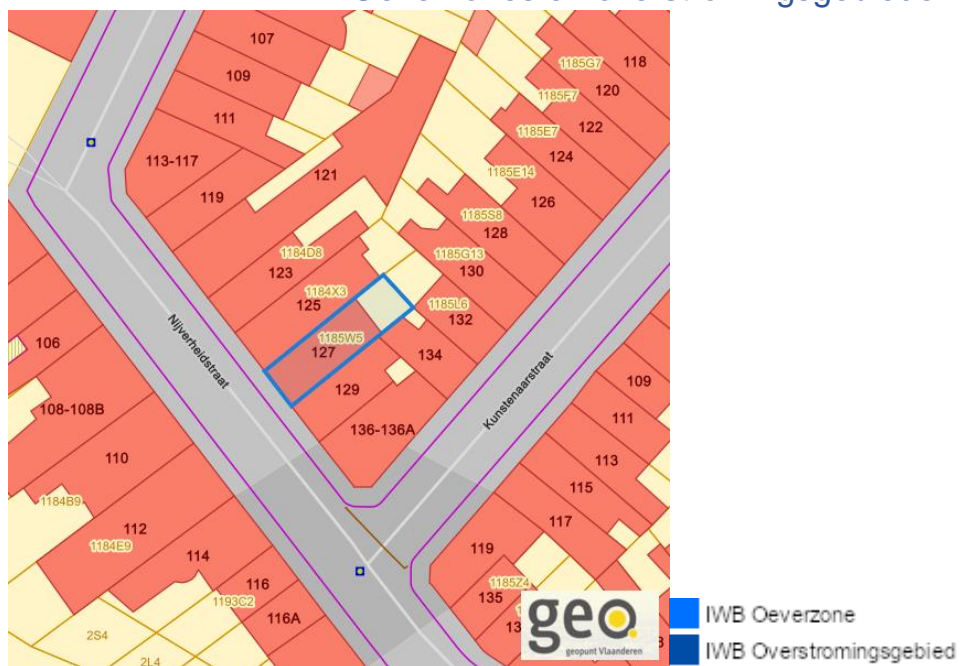 107
109
111
113-117
119
121
118
1185G7
120
1185F7
122
1185E7
124
1185E14
126
1185S8
128
1185G13
130
1184D8
123
1184X3
125
1185L6
132
1185W5
127
134
129
136-136A
Nijverheidstraat
Kunstenaarstraat
106
108-108B
110
1184B9
112
1184E9
114
116
1193C2
116A
2S4
2L4
109
111
113
115
117
119
1185Z4
135
geo
geopunt Vlaanderen
IWB Oeverzone
IWB Overstromingsgebied